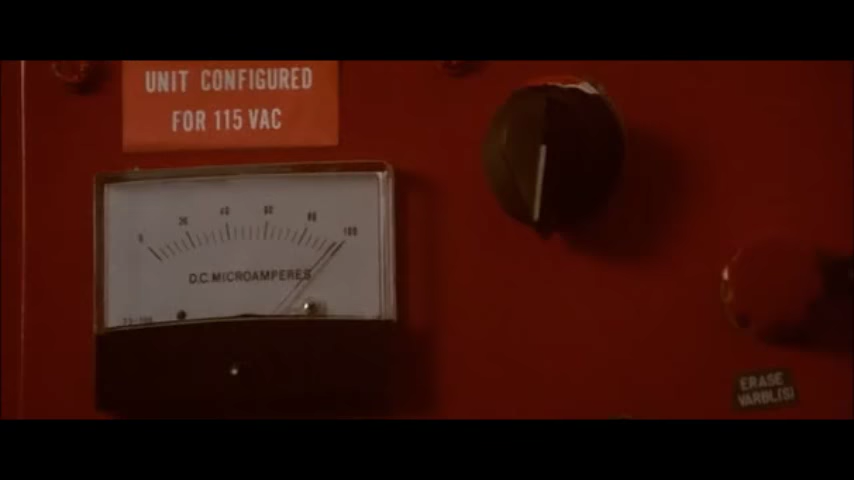 UNIT CONFIGURED
FOR 115 VAC
0 20 40 60 80 100
D.C. MICROAMPERES
ERASE
VARBL(S)